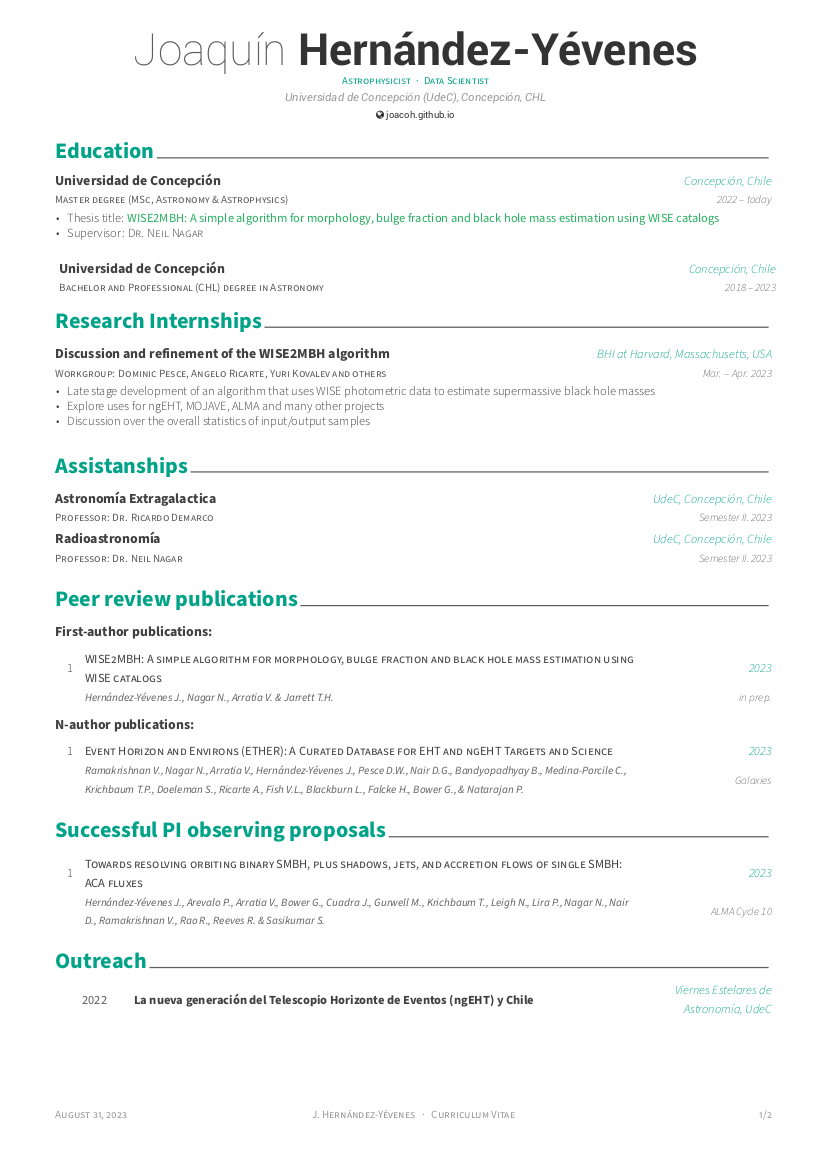 Joaquín Hernández-Yévenes
Astrophysicist · Data Scientist
Universidad de Concepción (UdeC), Concepción, CHL
joacoh.github.io
Education
Universidad de Concepción Concepción, Chile
Master degree (MSc, Astronomy & Astrophysics) 2022 – today
• Thesis title: WISE2MBH: A simple algorithm for morphology, bulge fraction and black hole mass estimation using WISE catalogs
• Supervisor: Dr. Neil Nagar
Universidad de Concepción Concepción, Chile
Bachelor and Professional (CHL) degree in Astronomy 2018 – 2023
Research Internships
Discussion and refinement of the WISE2MBH algorithm BHI at Harvard, Massachusetts, USA
Workgroup: Dominic Pesce, Angelo Ricarte, Yuri Kovalev and others Mar. – Apr. 2023
• Late stage development of an algorithm that uses WISE photometric data to estimate supermassive black hole masses
• Explore uses for ngEHT, MOJAVE, ALMA and many other projects
• Discussion over the overall statistics of input/output samples
Assistanships
Astronomía Extragalactica UdeC, Concepción, Chile
Professor: Dr. Ricardo Demarco Semester II. 2023
Radioastronomía UdeC, Concepción, Chile
Professor: Dr. Neil Nagar Semester II. 2023
Peer review publications
First-author publications:
1 WISE2MBH: A simple algorithm for morphology, bulge fraction and black hole mass estimation using 2023
WISE catalogs
Hernández-Yévenes J., Nagar N., Arratia V. & Jarrett T.H. in prep.
N-author publications:
1 Event Horizon and Environs (ETHER): A Curated Database for EHT and ngEHT Targets and Science 2023
Ramakrishnan V., Nagar N., Arratia V., Hernández-Yévenes J., Pesce D.W., Nair D.G., Bandyopadhyay B., Medina-Porcile C., Galaxies
Krichbaum T.P., Doeleman S., Ricarte A., Fish V.L., Blackburn L., Falcke H., Bower G., & Natarajan P.
Successful PI observing proposals
1 Towards resolving orbiting binary SMBH, plus shadows, jets, and accretion flows of single SMBH: 2023
ACA fluxes
Hernández-Yévenes J., Arevalo P., Arratia V., Bower G., Cuadra J., Gurwell M., Krichbaum T., Leigh N., Lira P., Nagar N., Nair ALMA Cycle 10
D., Ramakrishnan V., Rao R., Reeves R. & Sasikumar S.
Outreach
2022 La nueva generación del Telescopio Horizonte de Eventos (ngEHT) y Chile Viernes Estelares de
Astronomía, UdeC
August 31, 2023 J. Hernández-Yévenes · Curriculum Vitae 1/2